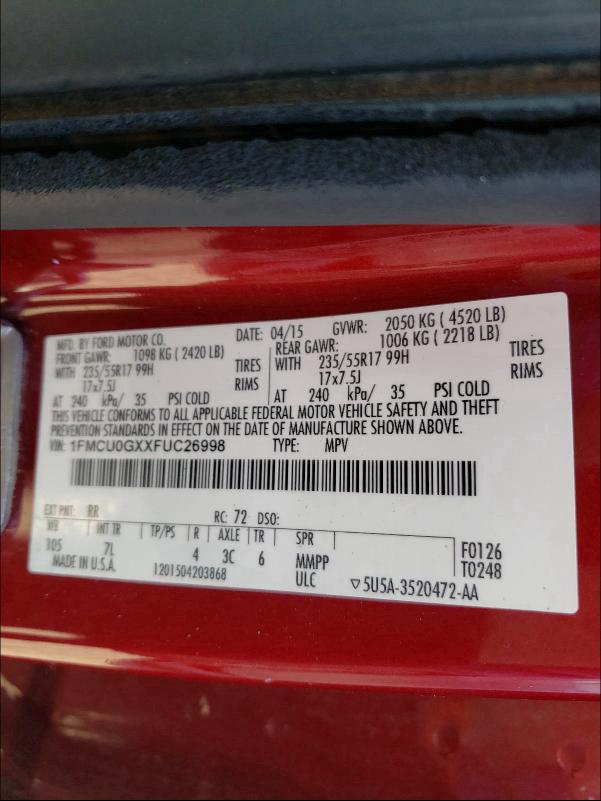 MFD. BY FORD MOTOR CO. DATE: 04/15 GVWR: 2050 KG ( 4520 LB)
FRONT GAWR: 1098 KG ( 2420 LB) REAR GAWR: 1006 KG ( 2218 LB)
WITH 235/55R17 99H TIRES WITH 235/55R17 99H TIRES
17x7.5J RIMS 17x7.5J RIMS
AT 240 kPa/ 35 PSI COLD AT 240 kPa/ 35 PSI COLD
THIS VEHICLE CONFORMS TO ALL APPLICABLE FEDERAL MOTOR VEHICLE SAFETY AND THEFT
PREVENTION STANDARDS IN EFFECT ON THE DATE OF MANUFACTURE SHOWN ABOVE.
VIN: 1FMCU0GXXFUC26998 TYPE: MPV
EXT PNT: RR RC: 72 DSO:
WB INT TR TP/PS R AXLE TR SPR F0126
105 7L 4 3C 6 MMPP T0248
MADE IN U.S.A. 1201504203868 ULC ▽5U5A-3520472-AA